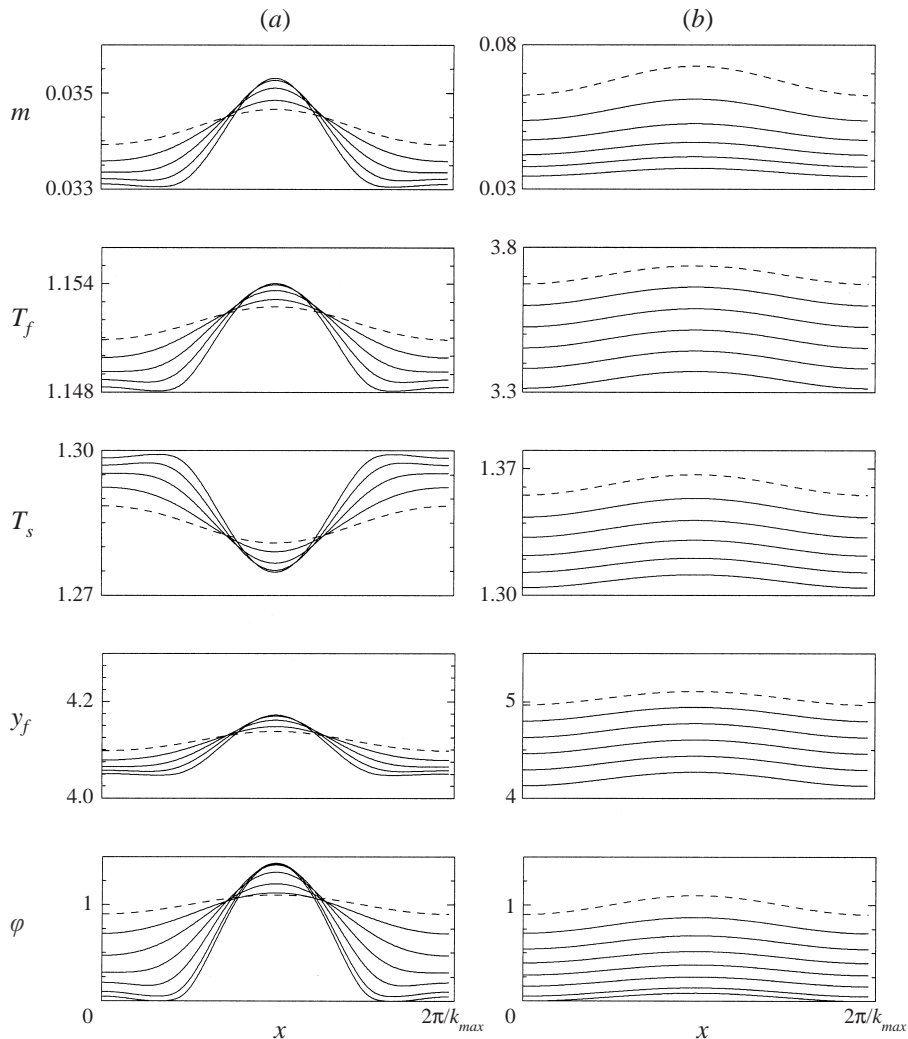 (a) (b)
m 0.035 0.033 0.08 0.03
T_f 1.154 1.148 3.8 3.3
T_s 1.30 1.27 1.37 1.30
y_f 4.2 4.0 5 4
φ 1 0 1 0
0 x 2π/k_max 0 x 2π/k_max